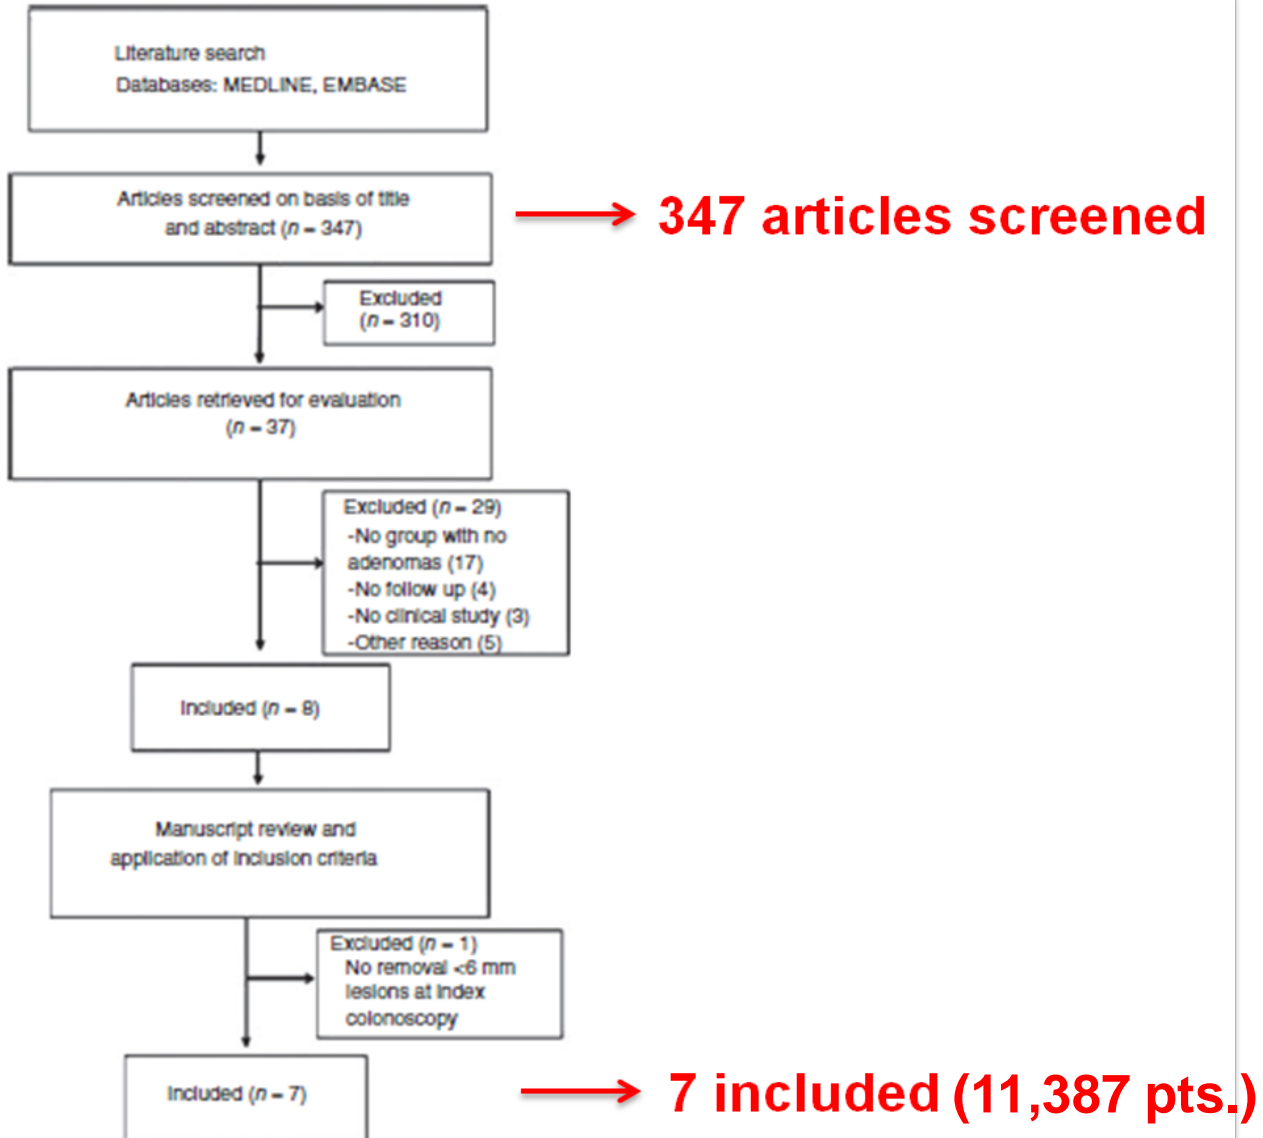 Literature search
Databases: MEDLINE, EMBASE
Articles screened on basis of title
and abstract (n – 347)
347 articles screened
Excluded
(n – 310)
Articles retrieved for evaluation
(n – 37)
Excluded (n – 29)
-No group with no
adenomas (17)
-No follow up (4)
-No clinical study (3)
-Other reason (5)
Included (n – 8)
Manuscript review and
application of inclusion criteria
Excluded (n – 1)
No removal <6 mm
lesions at index
colonoscopy
Included (n – 7)
7 included (11,387 pts.)